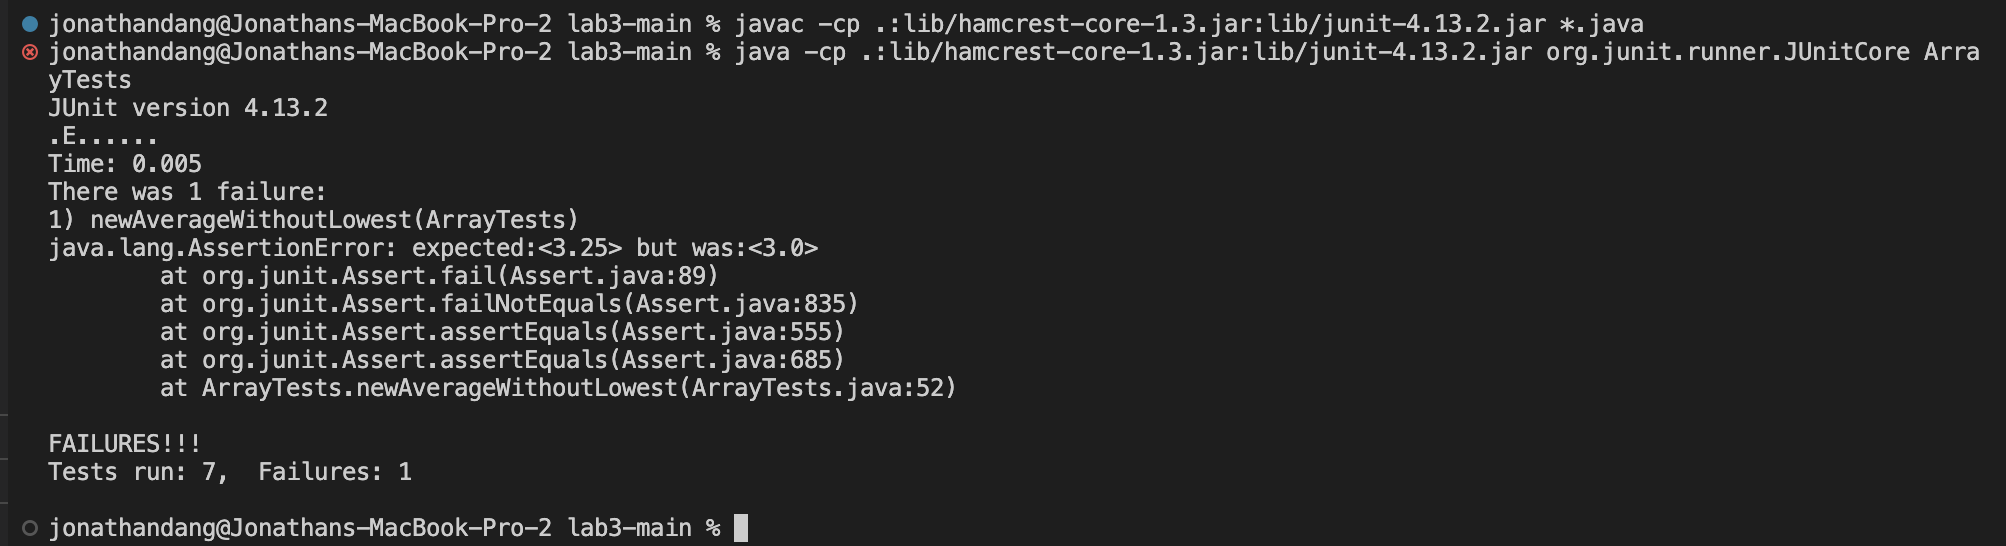 jonathandang@Jonathans-MacBook-Pro-2 lab3-main % javac -cp .:lib/hamcrest-core-1.3.jar:lib/junit-4.13.2.jar *.java
jonathandang@Jonathans-MacBook-Pro-2 lab3-main % java -cp .:lib/hamcrest-core-1.3.jar:lib/junit-4.13.2.jar org.junit.runner.JUnitCore Arra
yTests
JUnit version 4.13.2
.E......
Time: 0.005
There was 1 failure:
1) newAverageWithoutLowest(ArrayTests)
java.lang.AssertionError: expected:<3.25> but was:<3.0>
        at org.junit.Assert.fail(Assert.java:89)
        at org.junit.Assert.failNotEquals(Assert.java:835)
        at org.junit.Assert.assertEquals(Assert.java:555)
        at org.junit.Assert.assertEquals(Assert.java:685)
        at ArrayTests.newAverageWithoutLowest(ArrayTests.java:52)

FAILURES!!!
Tests run: 7,  Failures: 1

jonathandang@Jonathans-MacBook-Pro-2 lab3-main %